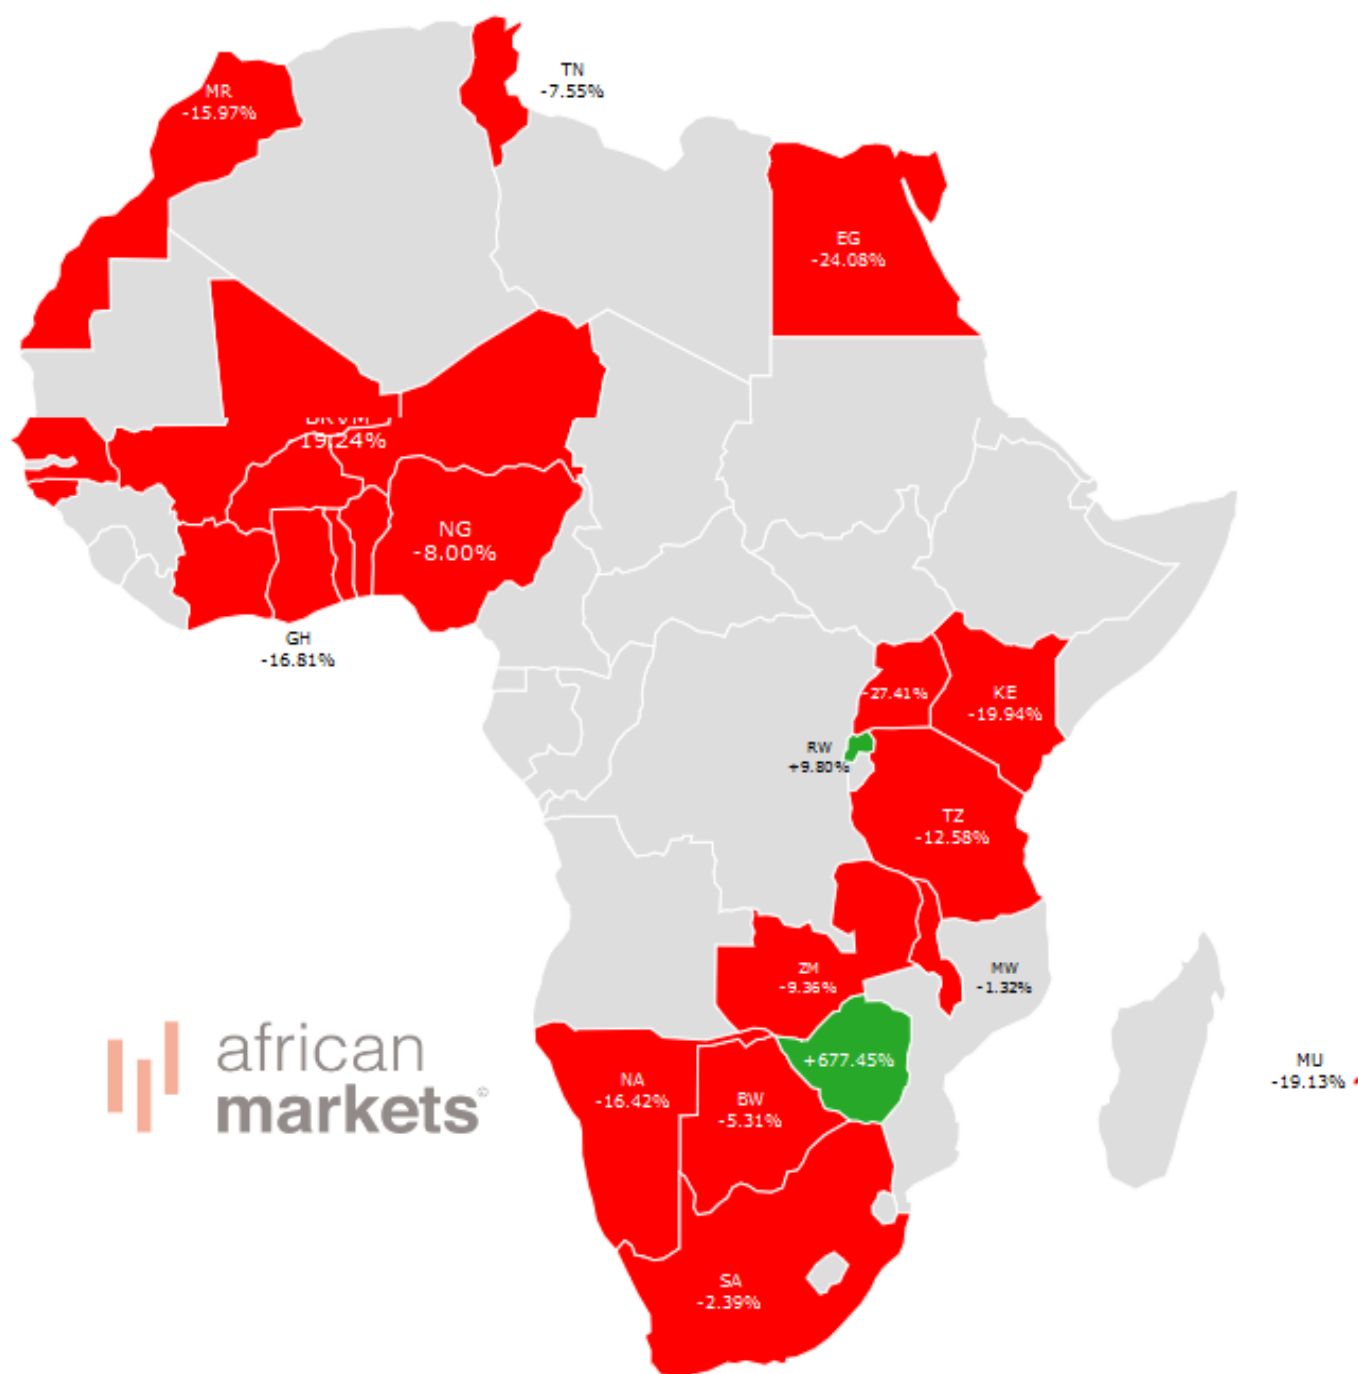 TN
-7.55%
MR
-15.97%
EG
-24.08%
BRVM
19.24%
NG
-8.00%
GH
-16.81%
-27.41%
KE
-19.94%
RW
+9.80%
TZ
-12.58%
ZM
-9.36%
MW
-1.32%
+677.45%
MU
-19.13%
NA
-16.42%
BW
-5.31%
african
markets©
SA
-2.39%